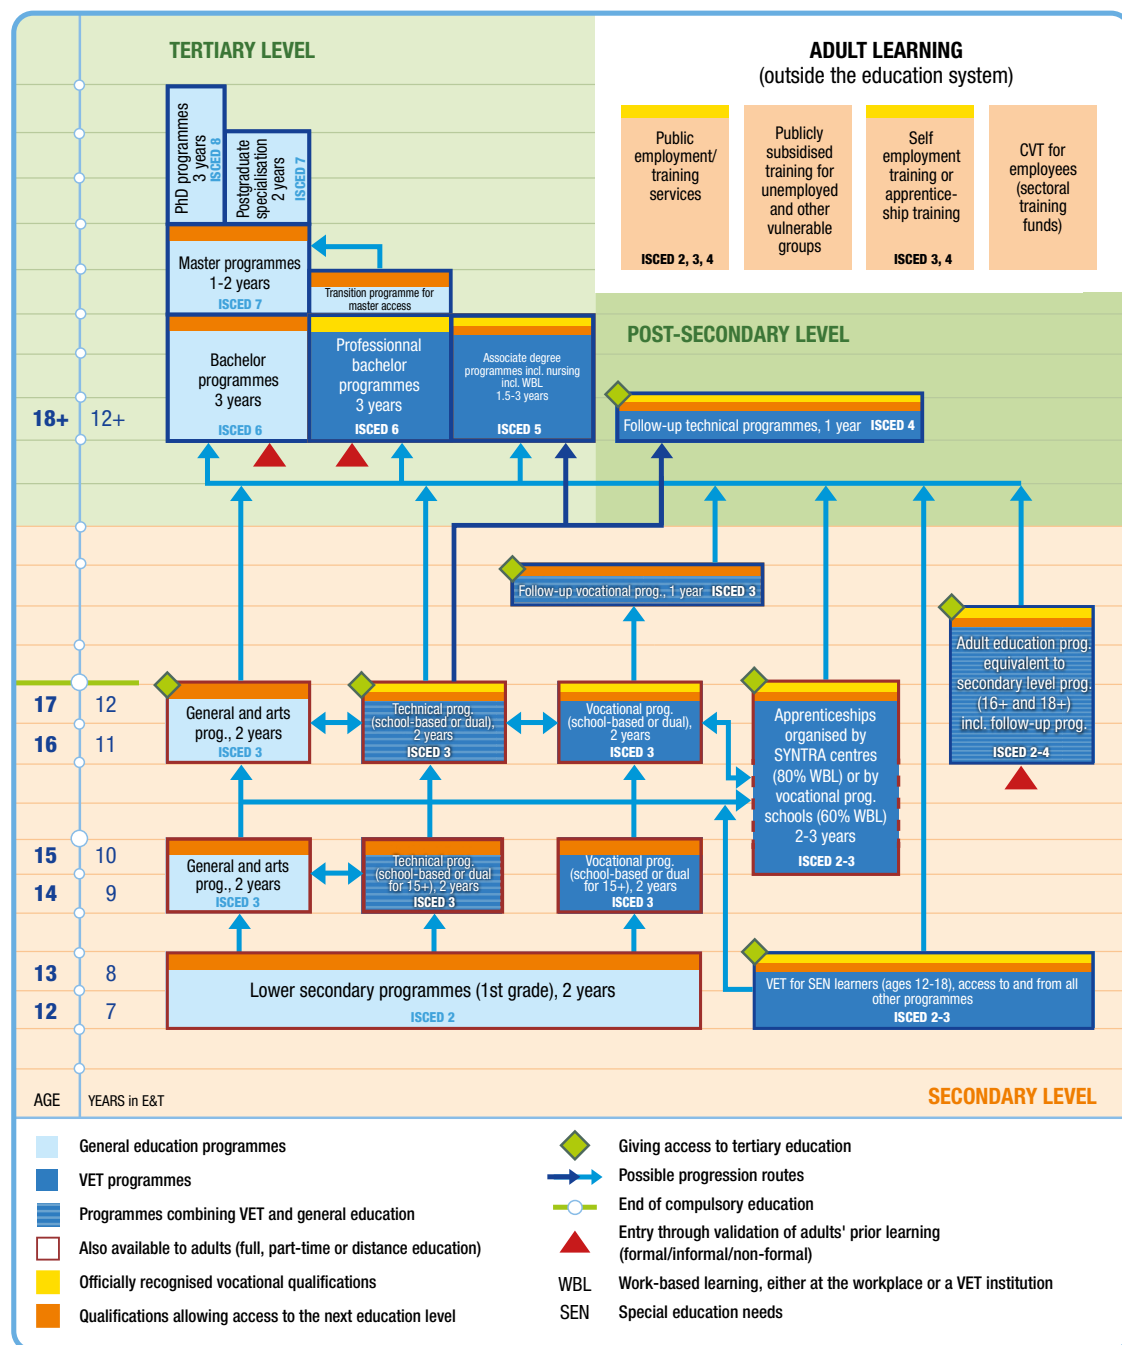 TERTIARY LEVEL
ADULT LEARNING
(outside the education system)
PhD programmes
3 years
ISCED 8
Postgraduate
specialisation
2 years
ISCED 7
Public
employment/
training
services
ISCED 2, 3, 4
Publicly
subsidised
training for
unemployed
and other
vulnerable
groups
Self
employment
training or
apprentice-
ship training
ISCED 3, 4
CVT for
employees
(sectoral
training
funds)
Master programmes
1-2 years
ISCED 7
Transition programme for
master access
POST-SECONDARY LEVEL
Bachelor
programmes
3 years
ISCED 6
Professionnal
bachelor
programmes
3 years
ISCED 6
Associate degree
programmes incl. nursing
incl. WBL
1.5-3 years
ISCED 5
18+ 12+
Follow-up technical programmes, 1 year ISCED 4
Follow-up vocational prog., 1 year ISCED 3
Adult education prog.
equivalent to
secondary level prog.
(16+ and 18+)
incl. follow-up prog.
ISCED 2-4
17 12
16 11
General and arts
prog., 2 years
ISCED 3
Technical prog.
(school-based or dual),
2 years
ISCED 3
Vocational prog.
(school-based or dual),
2 years
ISCED 3
Apprenticeships
organised by
SYNTRA centres
(80% WBL) or by
vocational prog.
schools (60% WBL)
2-3 years
ISCED 2-3
15 10
14 9
General and arts
prog., 2 years
ISCED 3
Technical prog.
(school-based or dual
for 15+), 2 years
ISCED 3
Vocational prog.
(school-based or dual
for 15+), 2 years
ISCED 3
13 8
12 7
Lower secondary programmes (1st grade), 2 years
ISCED 2
VET for SEN learners (ages 12-18), access to and from all
other programmes
ISCED 2-3
AGE YEARS in E&T
SECONDARY LEVEL
General education programmes
VET programmes
Programmes combining VET and general education
Also available to adults (full, part-time or distance education)
Officially recognised vocational qualifications
Qualifications allowing access to the next education level
Giving access to tertiary education
Possible progression routes
End of compulsory education
Entry through validation of adults' prior learning
(formal/informal/non-formal)
WBL Work-based learning, either at the workplace or a VET institution
SEN Special education needs